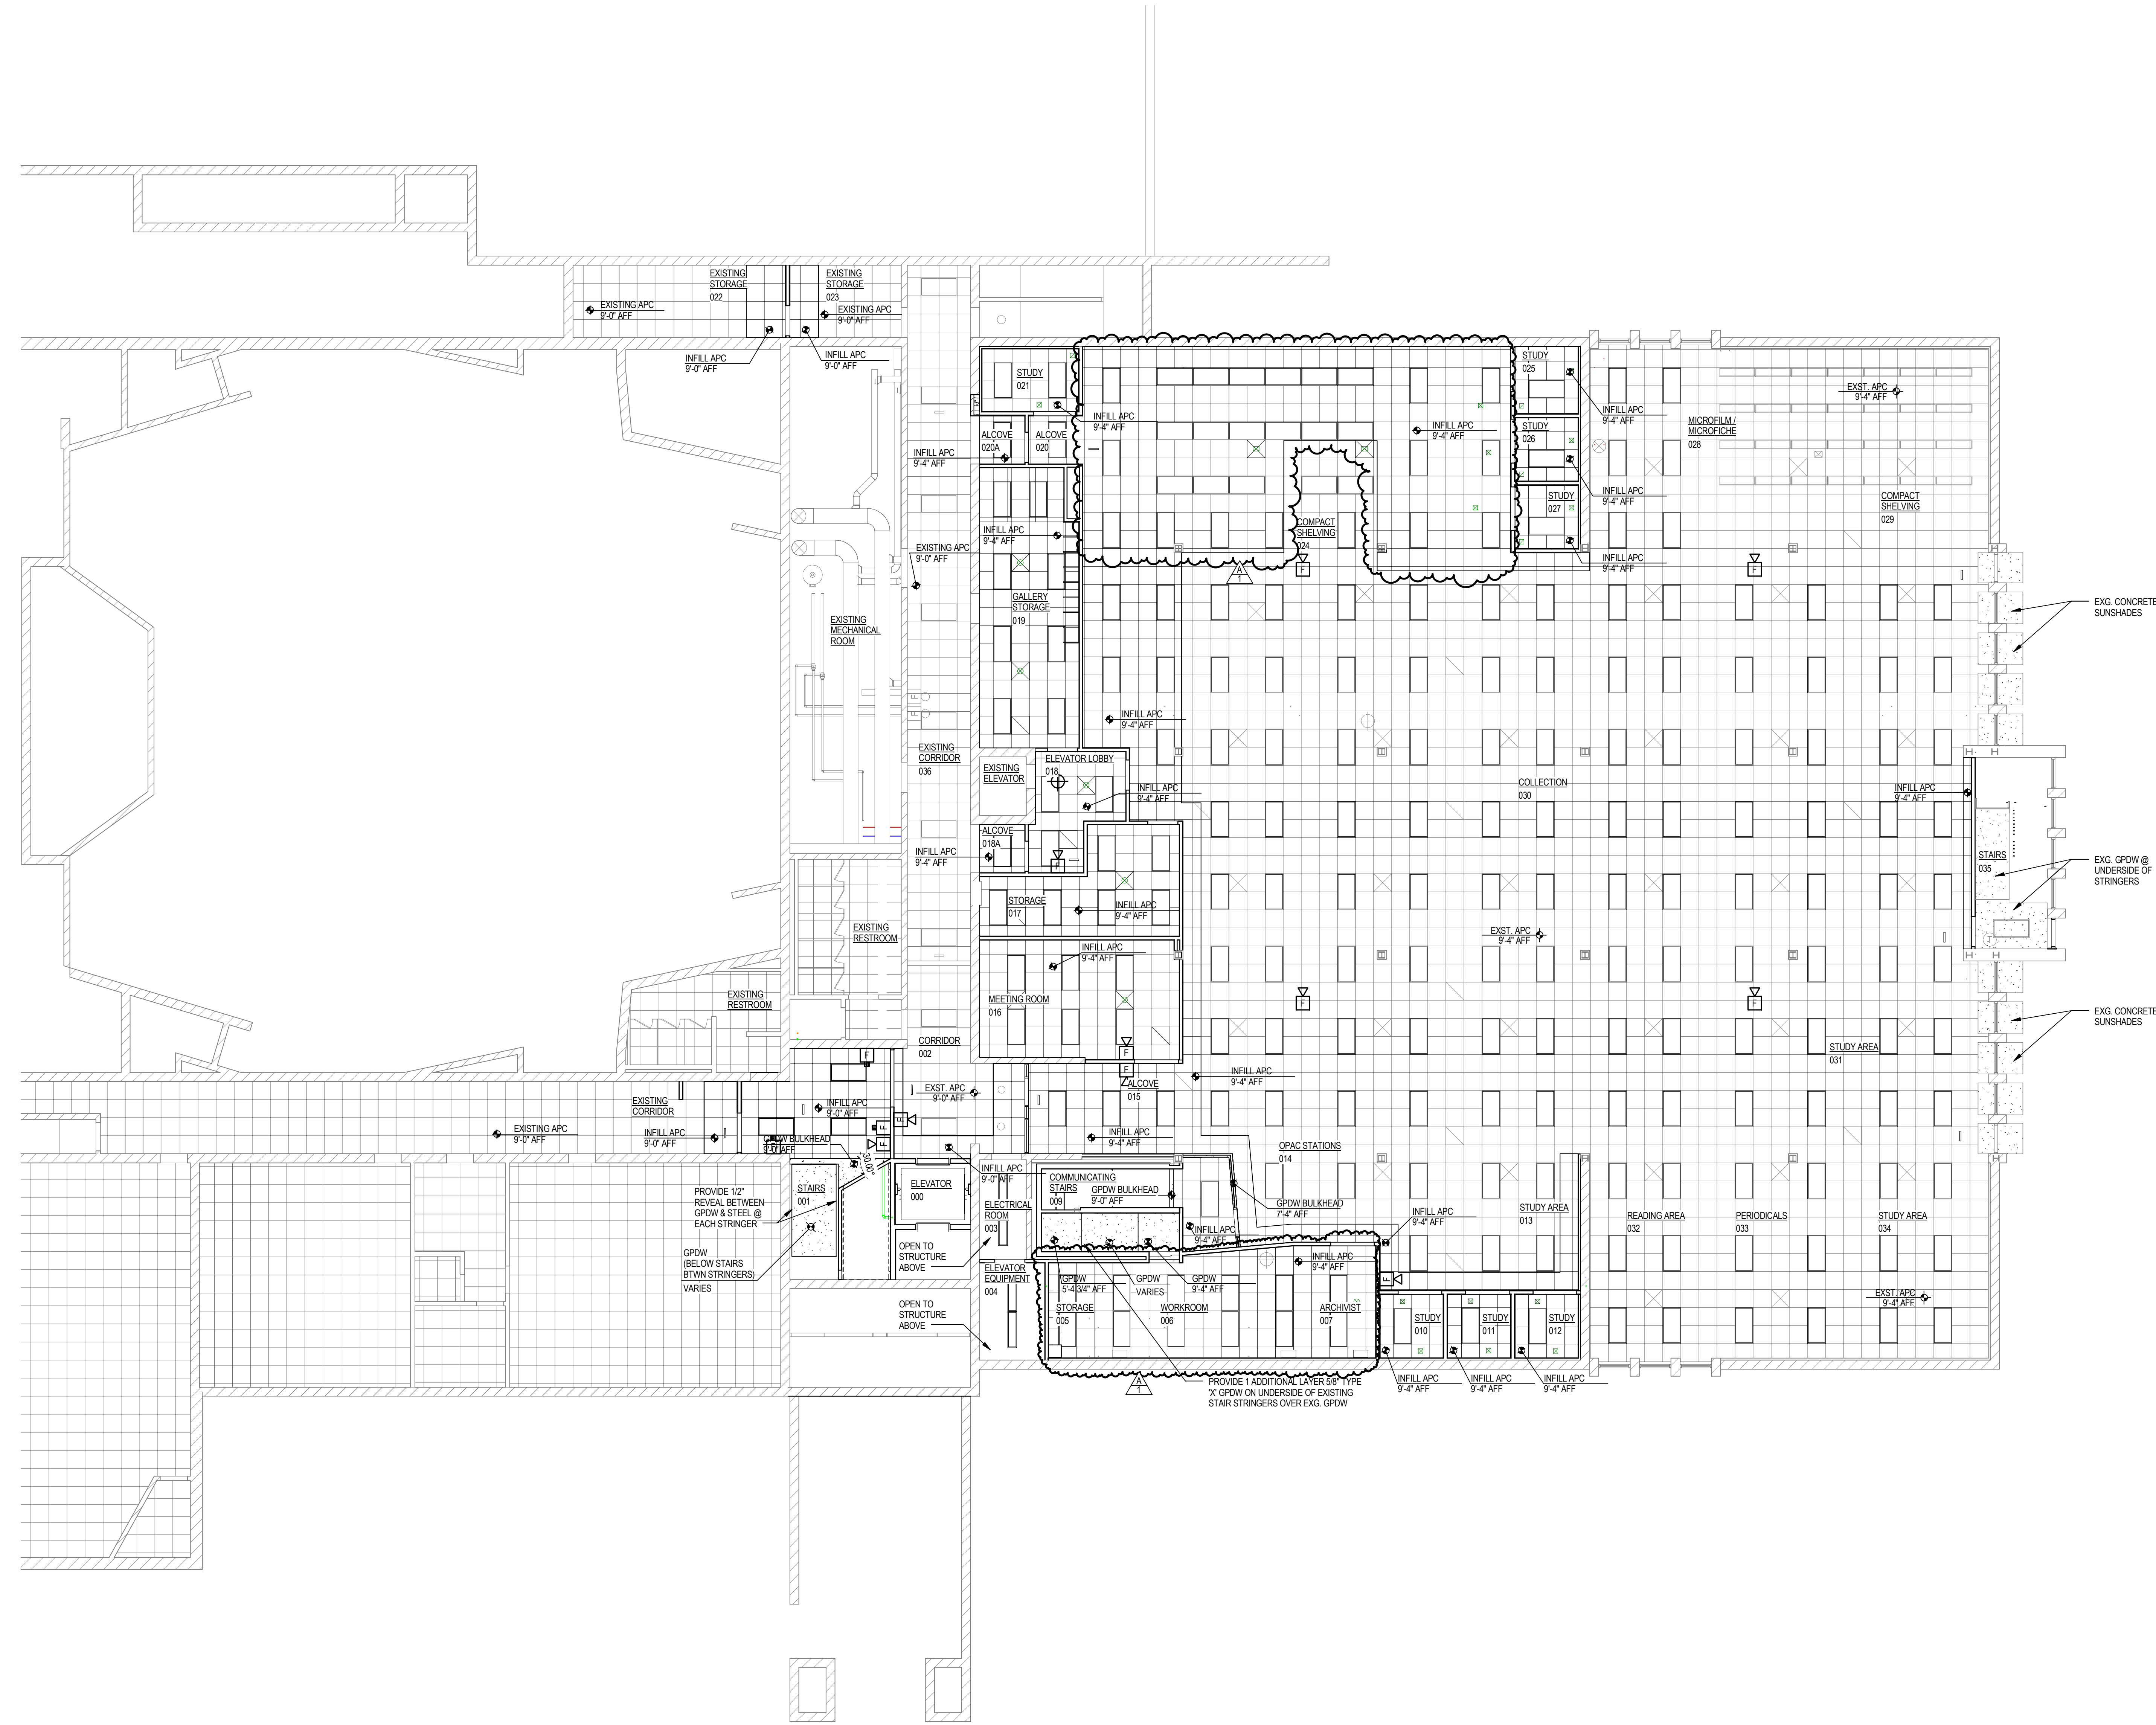 EXISTING
STORAGE
022
EXISTING
STORAGE
023
EXISTING APC
9'-0" AFF
EXISTING APC
9'-0" AFF
INFILL APC
9'-0" AFF
INFILL APC
9'-0" AFF
STUDY
021
INFILL APC
9'-4" AFF
ALCOVE
020A
ALCOVE
020
INFILL APC
9'-4" AFF
INFILL APC
9'-4" AFF
STUDY
025
INFILL APC
9'-4" AFF
STUDY
026
INFILL APC
9'-4" AFF
STUDY
027
INFILL APC
9'-4" AFF
MICROFILM /
MICROFICHE
028
EXST. APC
9'-4" AFF
COMPACT
SHELVING
029
INFILL APC
9'-4" AFF
COMPACT
SHELVING
024
F
F
A
1
EXISTING APC
9'-0" AFF
GALLERY
STORAGE
019
EXISTING
MECHANICAL
ROOM
F
F
EXG. CONCRETE
SUNSHADES
INFILL APC
9'-4" AFF
EXISTING
CORRIDOR
036
EXISTING
ELEVATOR
ELEVATOR LOBBY
018
INFILL APC
9'-4" AFF
COLLECTION
030
INFILL APC
9'-4" AFF
ALCOVE
018A
INFILL APC
9'-4" AFF
F
STAIRS
035
EXG. GPDW @
UNDERSIDE OF
STRINGERS
STORAGE
017
INFILL APC
9'-4" AFF
EXISTING
RESTROOM
INFILL APC
9'-4" AFF
EXST. APC
9'-4" AFF
EXISTING
RESTROOM
MEETING ROOM
016
F
F
EXG. CONCRETE
SUNSHADES
CORRIDOR
002
F
F
F
STUDY AREA
031
INFILL APC
9'-4" AFF
ALCOVE
015
EXST. APC
9'-0" AFF
EXISTING
CORRIDOR
INFILL APC
9'-0" AFF
F
F
F
EXISTING APC
9'-0" AFF
INFILL APC
9'-0" AFF
GPDW BULKHEAD
9'-0" AFF
30.00°
INFILL APC
9'-4" AFF
OPAC STATIONS
014
INFILL APC
9'-0" AFF
COMMUNICATING
STAIRS
009
GPDW BULKHEAD
9'-0" AFF
GPDW BULKHEAD
7'-4" AFF
PROVIDE 1/2"
REVEAL BETWEEN
GPDW & STEEL @
EACH STRINGER
STAIRS
001
ELEVATOR
000
ELECTRICAL
ROOM
003
INFILL APC
9'-4" AFF
INFILL APC
9'-4" AFF
STUDY AREA
013
READING AREA
032
PERIODICALS
033
STUDY AREA
034
GPDW
(BELOW STAIRS
BTWN STRINGERS)
VARIES
OPEN TO
STRUCTURE
ABOVE
ELEVATOR
EQUIPMENT
004
INFILL APC
9'-4" AFF
F
GPDW
5'-4 3/4" AFF
GPDW
VARIES
GPDW
9'-4" AFF
OPEN TO
STRUCTURE
ABOVE
STORAGE
005
WORKROOM
006
ARCHIVIST
007
STUDY
010
STUDY
011
STUDY
012
EXST. APC
9'-4" AFF
A
1
PROVIDE 1 ADDITIONAL LAYER 5/8" TYPE
'X' GPDW ON UNDERSIDE OF EXISTING
STAIR STRINGERS OVER EXG. GPDW
INFILL APC
9'-4" AFF
INFILL APC
9'-4" AFF
INFILL APC
9'-4" AFF